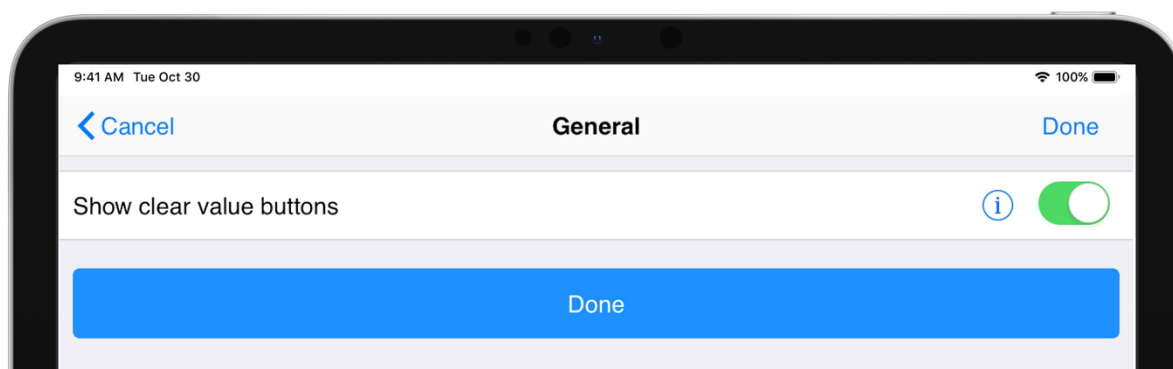 9:41 AM Tue Oct 30 100%
Cancel General Done
Show clear value buttons i
Done